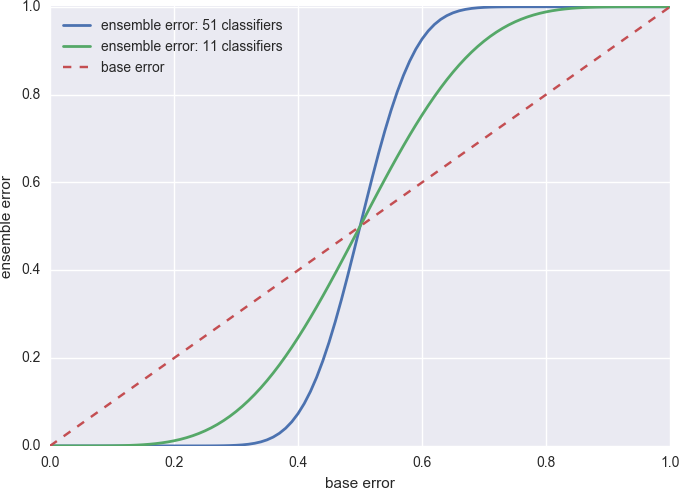 ensemble error: 51 classifiers
ensemble error: 11 classifiers
base error
1.0
0.8
0.6
0.4
0.2
0.0
ensemble error
0.0 0.2 0.4 0.6 0.8 1.0
base error